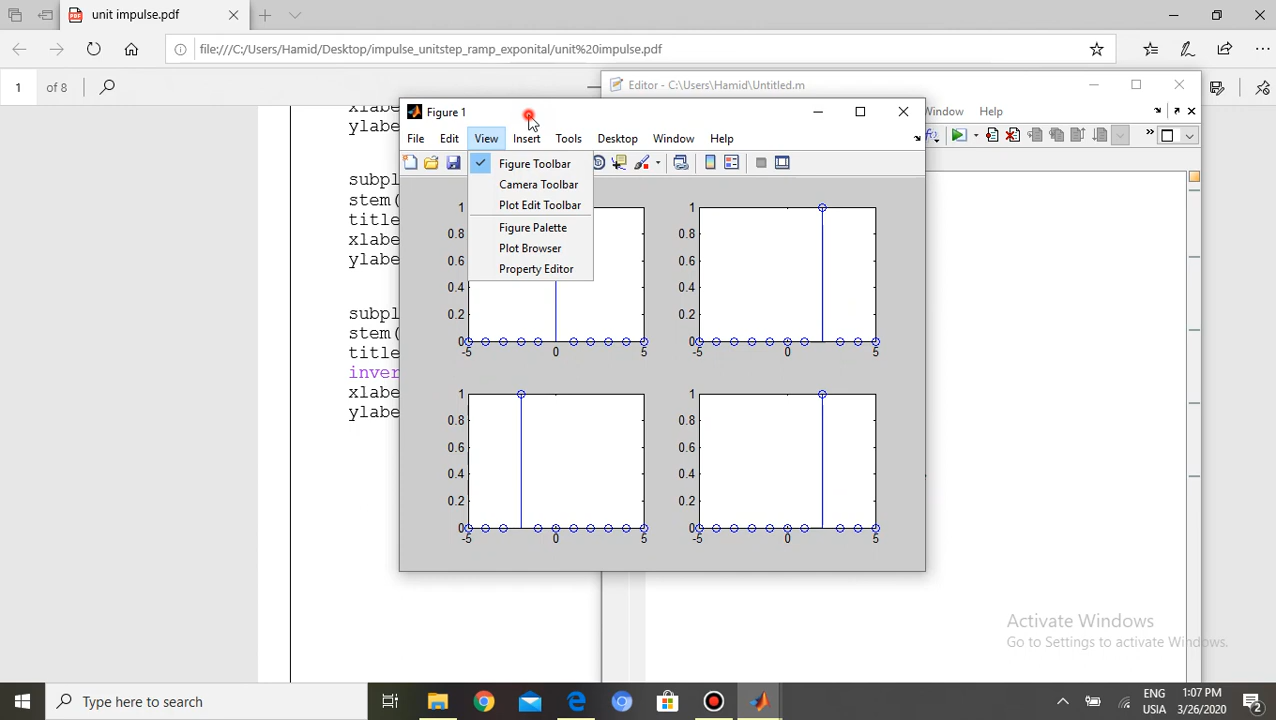 unit impulse.pdf
file:///C:/Users/Hamid/Desktop/impulse_unitstep_ramp_exponital/unit%20impulse.pdf
1 of 8
Editor - C:\Users\Hamid\Untitled.m
Window Help
Figure 1
File Edit View Insert Tools Desktop Window Help
Figure Toolbar
Camera Toolbar
Plot Edit Toolbar
Figure Palette
Plot Browser
Property Editor
xlabe
ylabe
subpl
stem(
title
xlabe
ylabe
subpl
stem(
title
inver
xlabe
ylabe
1
0.8
0.6
0.4
0.2
0
-5 0 5
1
0.8
0.6
0.4
0.2
0
-5 0 5
1
0.8
0.6
0.4
0.2
0
-5 0 5
1
0.8
0.6
0.4
0.2
0
-5 0 5
Activate Windows
Go to Settings to activate Windows.
Type here to search
ENG
USIA
1:07 PM
3/26/2020
2